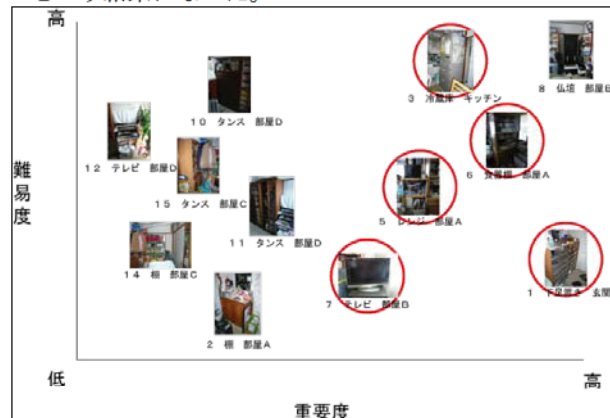 高
3 冷蔵庫 キッチン
8 仏壇 部屋B
10 タンス 部屋D
12 テレビ 部屋D
6 食器棚 部屋A
15 タンス 部屋C
難易度
5 レンジ 部屋A
11 タンス 部屋D
14 棚 部屋C
7 テレビ 部屋B
1 下足置き 玄関
2 棚 部屋A
低
高
重要度